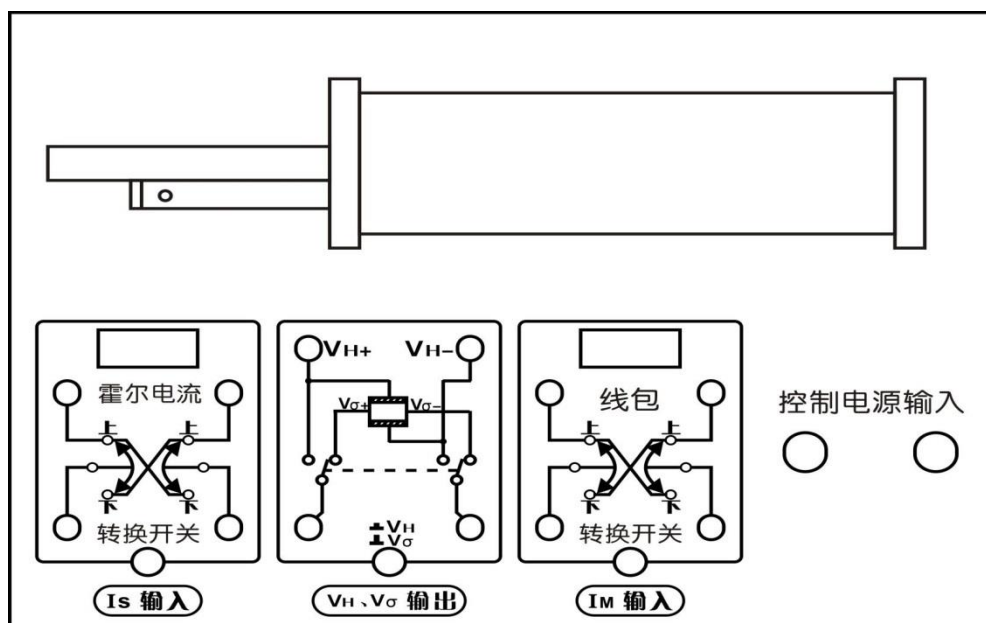 霍尔电流
上 上
下 下
转换开关
Is 输入
VH+ VH-
Vσ+ Vσ-
VH
Vσ
VH、Vσ 输出
线包
上 上
下 下
转换开关
IM 输入
控制电源输入